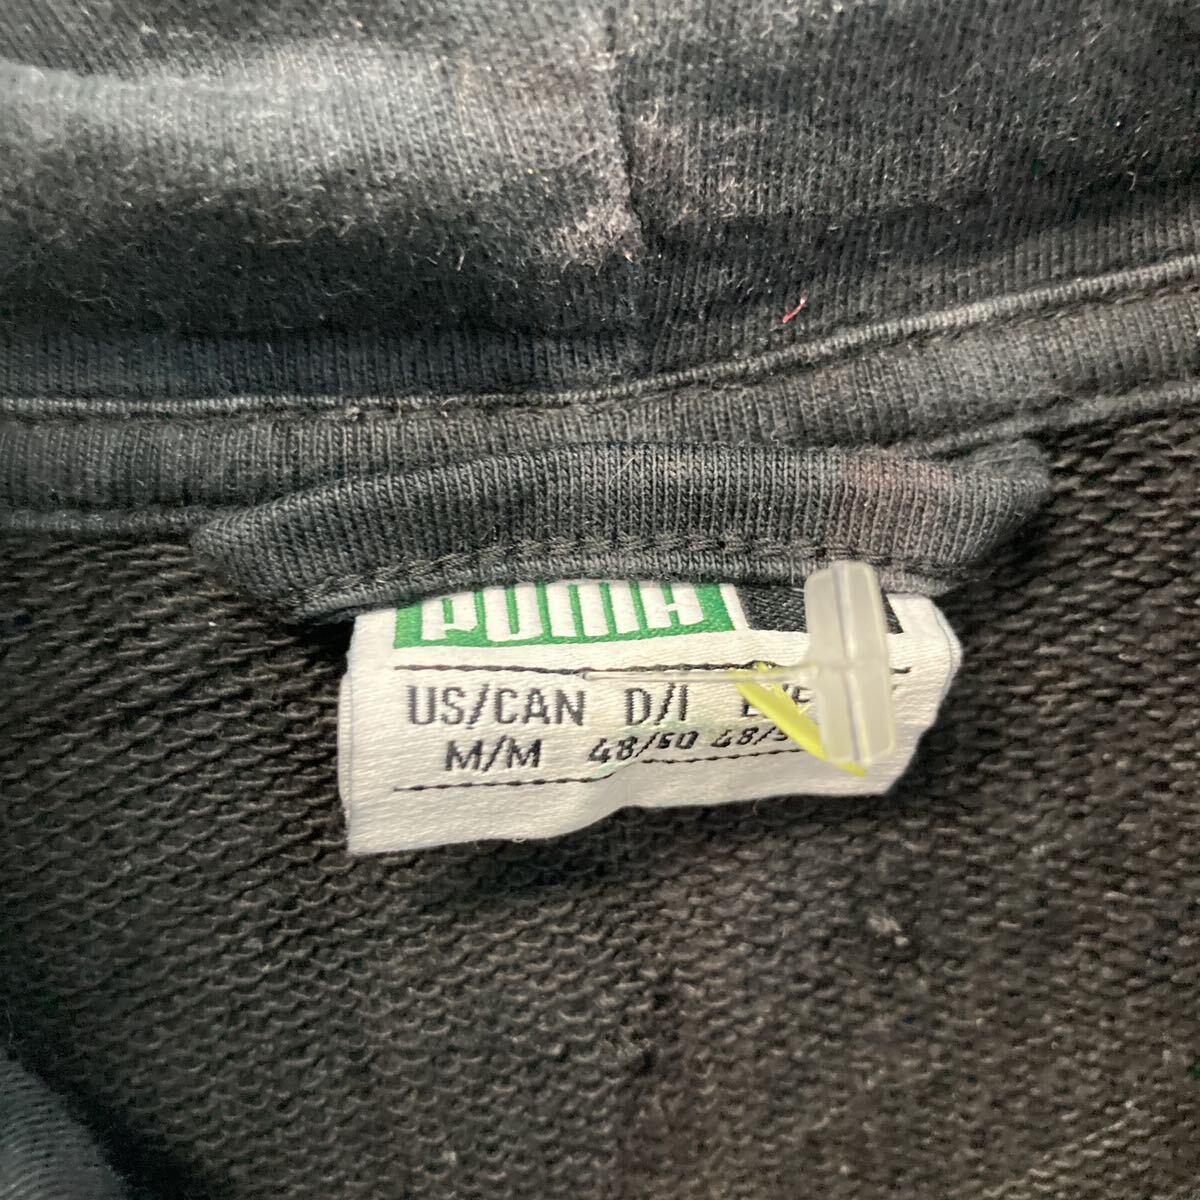 PUMA
US/CAN D/I
M/M 48/50